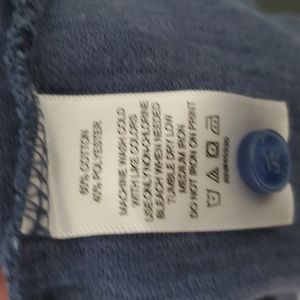 60% COTTON
40% POLYESTER
MACHINE WASH COLD
WITH LIKE COLORS
USE ONLY NON-CHLORINE
BLEACH WHEN NEEDED
TUMBLE DRY LOW
MEDIUM IRON
DO NOT IRON ON PRINT